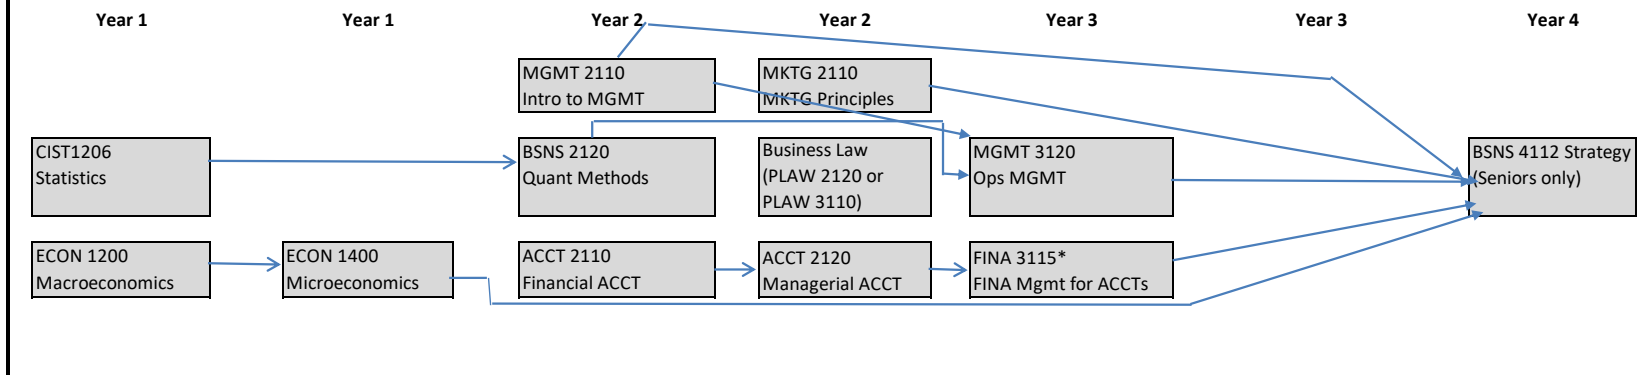 Year 1
Year 1
Year 2
Year 2
Year 3
Year 3
Year 4
MGMT 2110
Intro to MGMT
MKTG 2110
MKTG Principles
CIST1206
Statistics
BSNS 2120
Quant Methods
Business Law
(PLAW 2120 or
PLAW 3110)
MGMT 3120
Ops MGMT
BSNS 4112 Strategy
(Seniors only)
ECON 1200
Macroeconomics
ECON 1400
Microeconomics
ACCT 2110
Financial ACCT
ACCT 2120
Managerial ACCT
FINA 3115*
FINA Mgmt for ACCTs